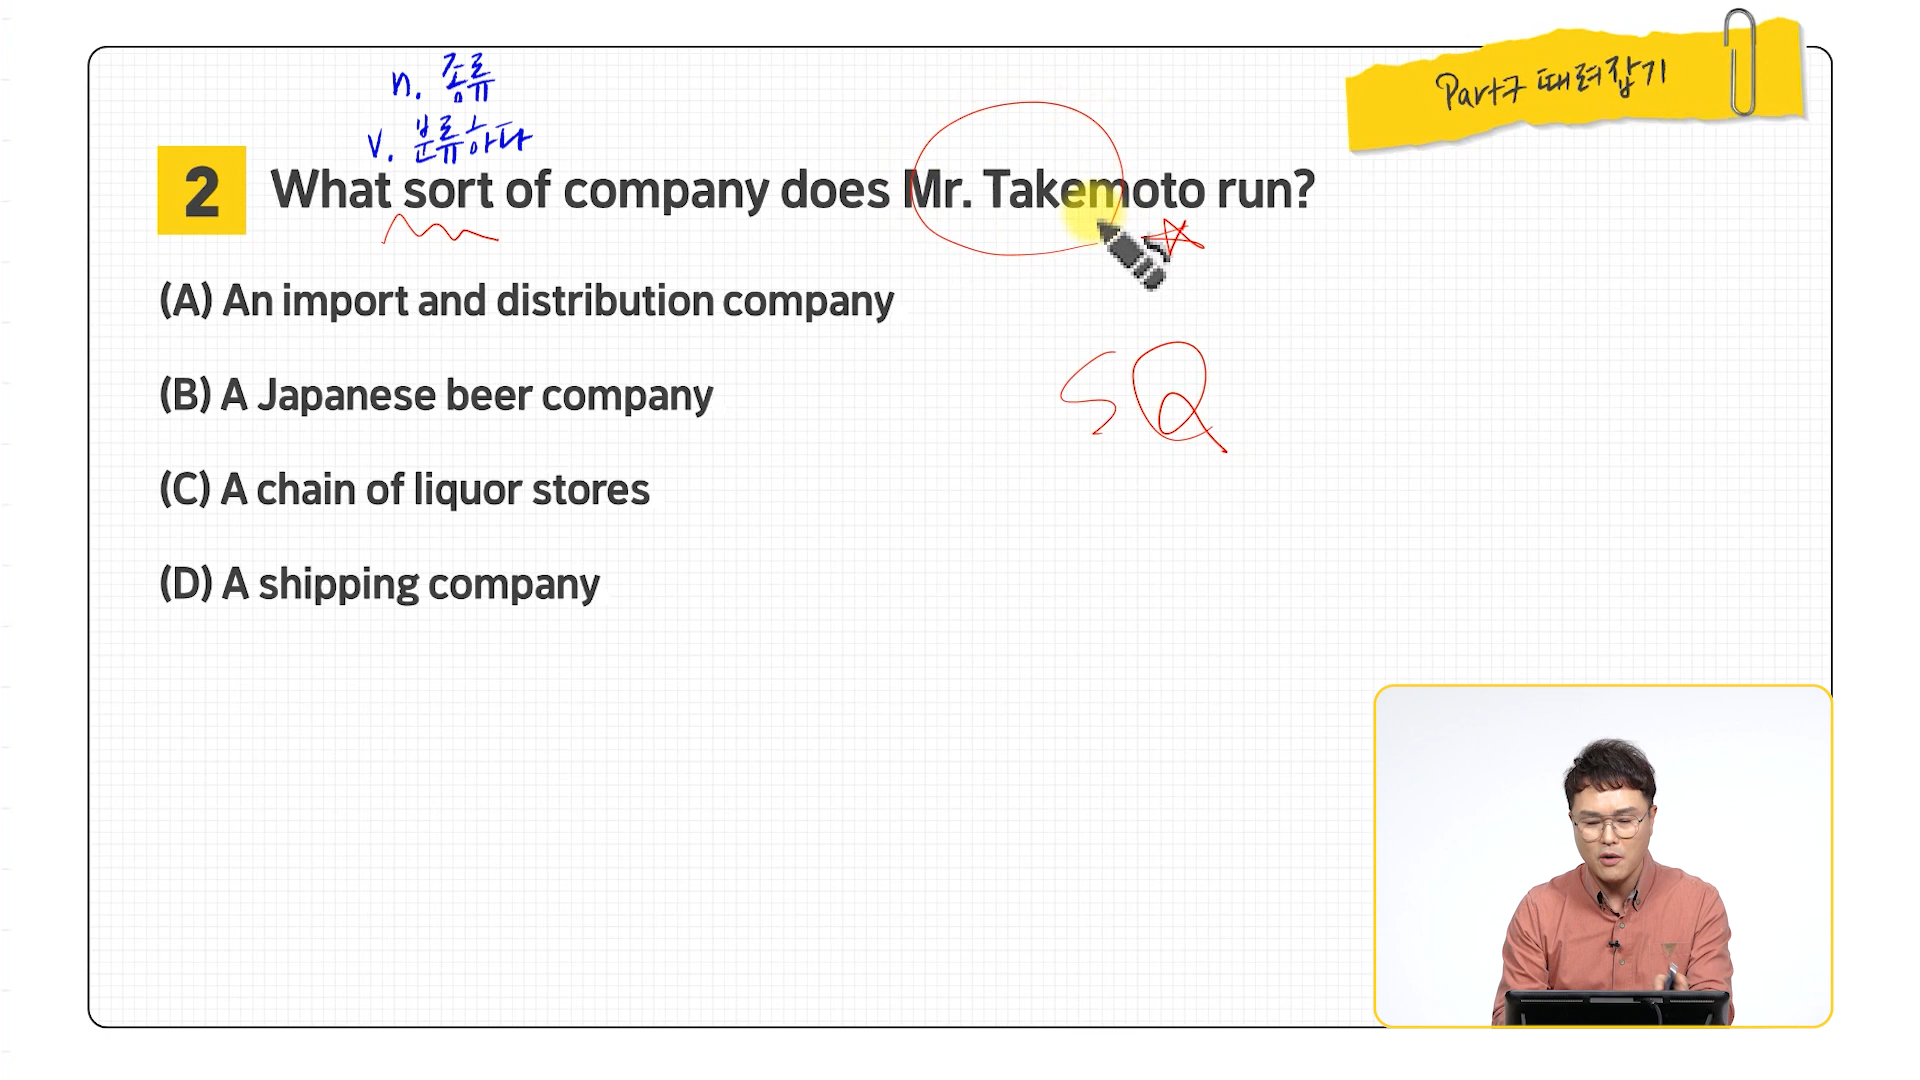 Part7 때려잡기
n. 종류
v. 분류하다
2 What sort of company does Mr. Takemoto run?
(A) An import and distribution company
(B) A Japanese beer company
SQ
(C) A chain of liquor stores
(D) A shipping company